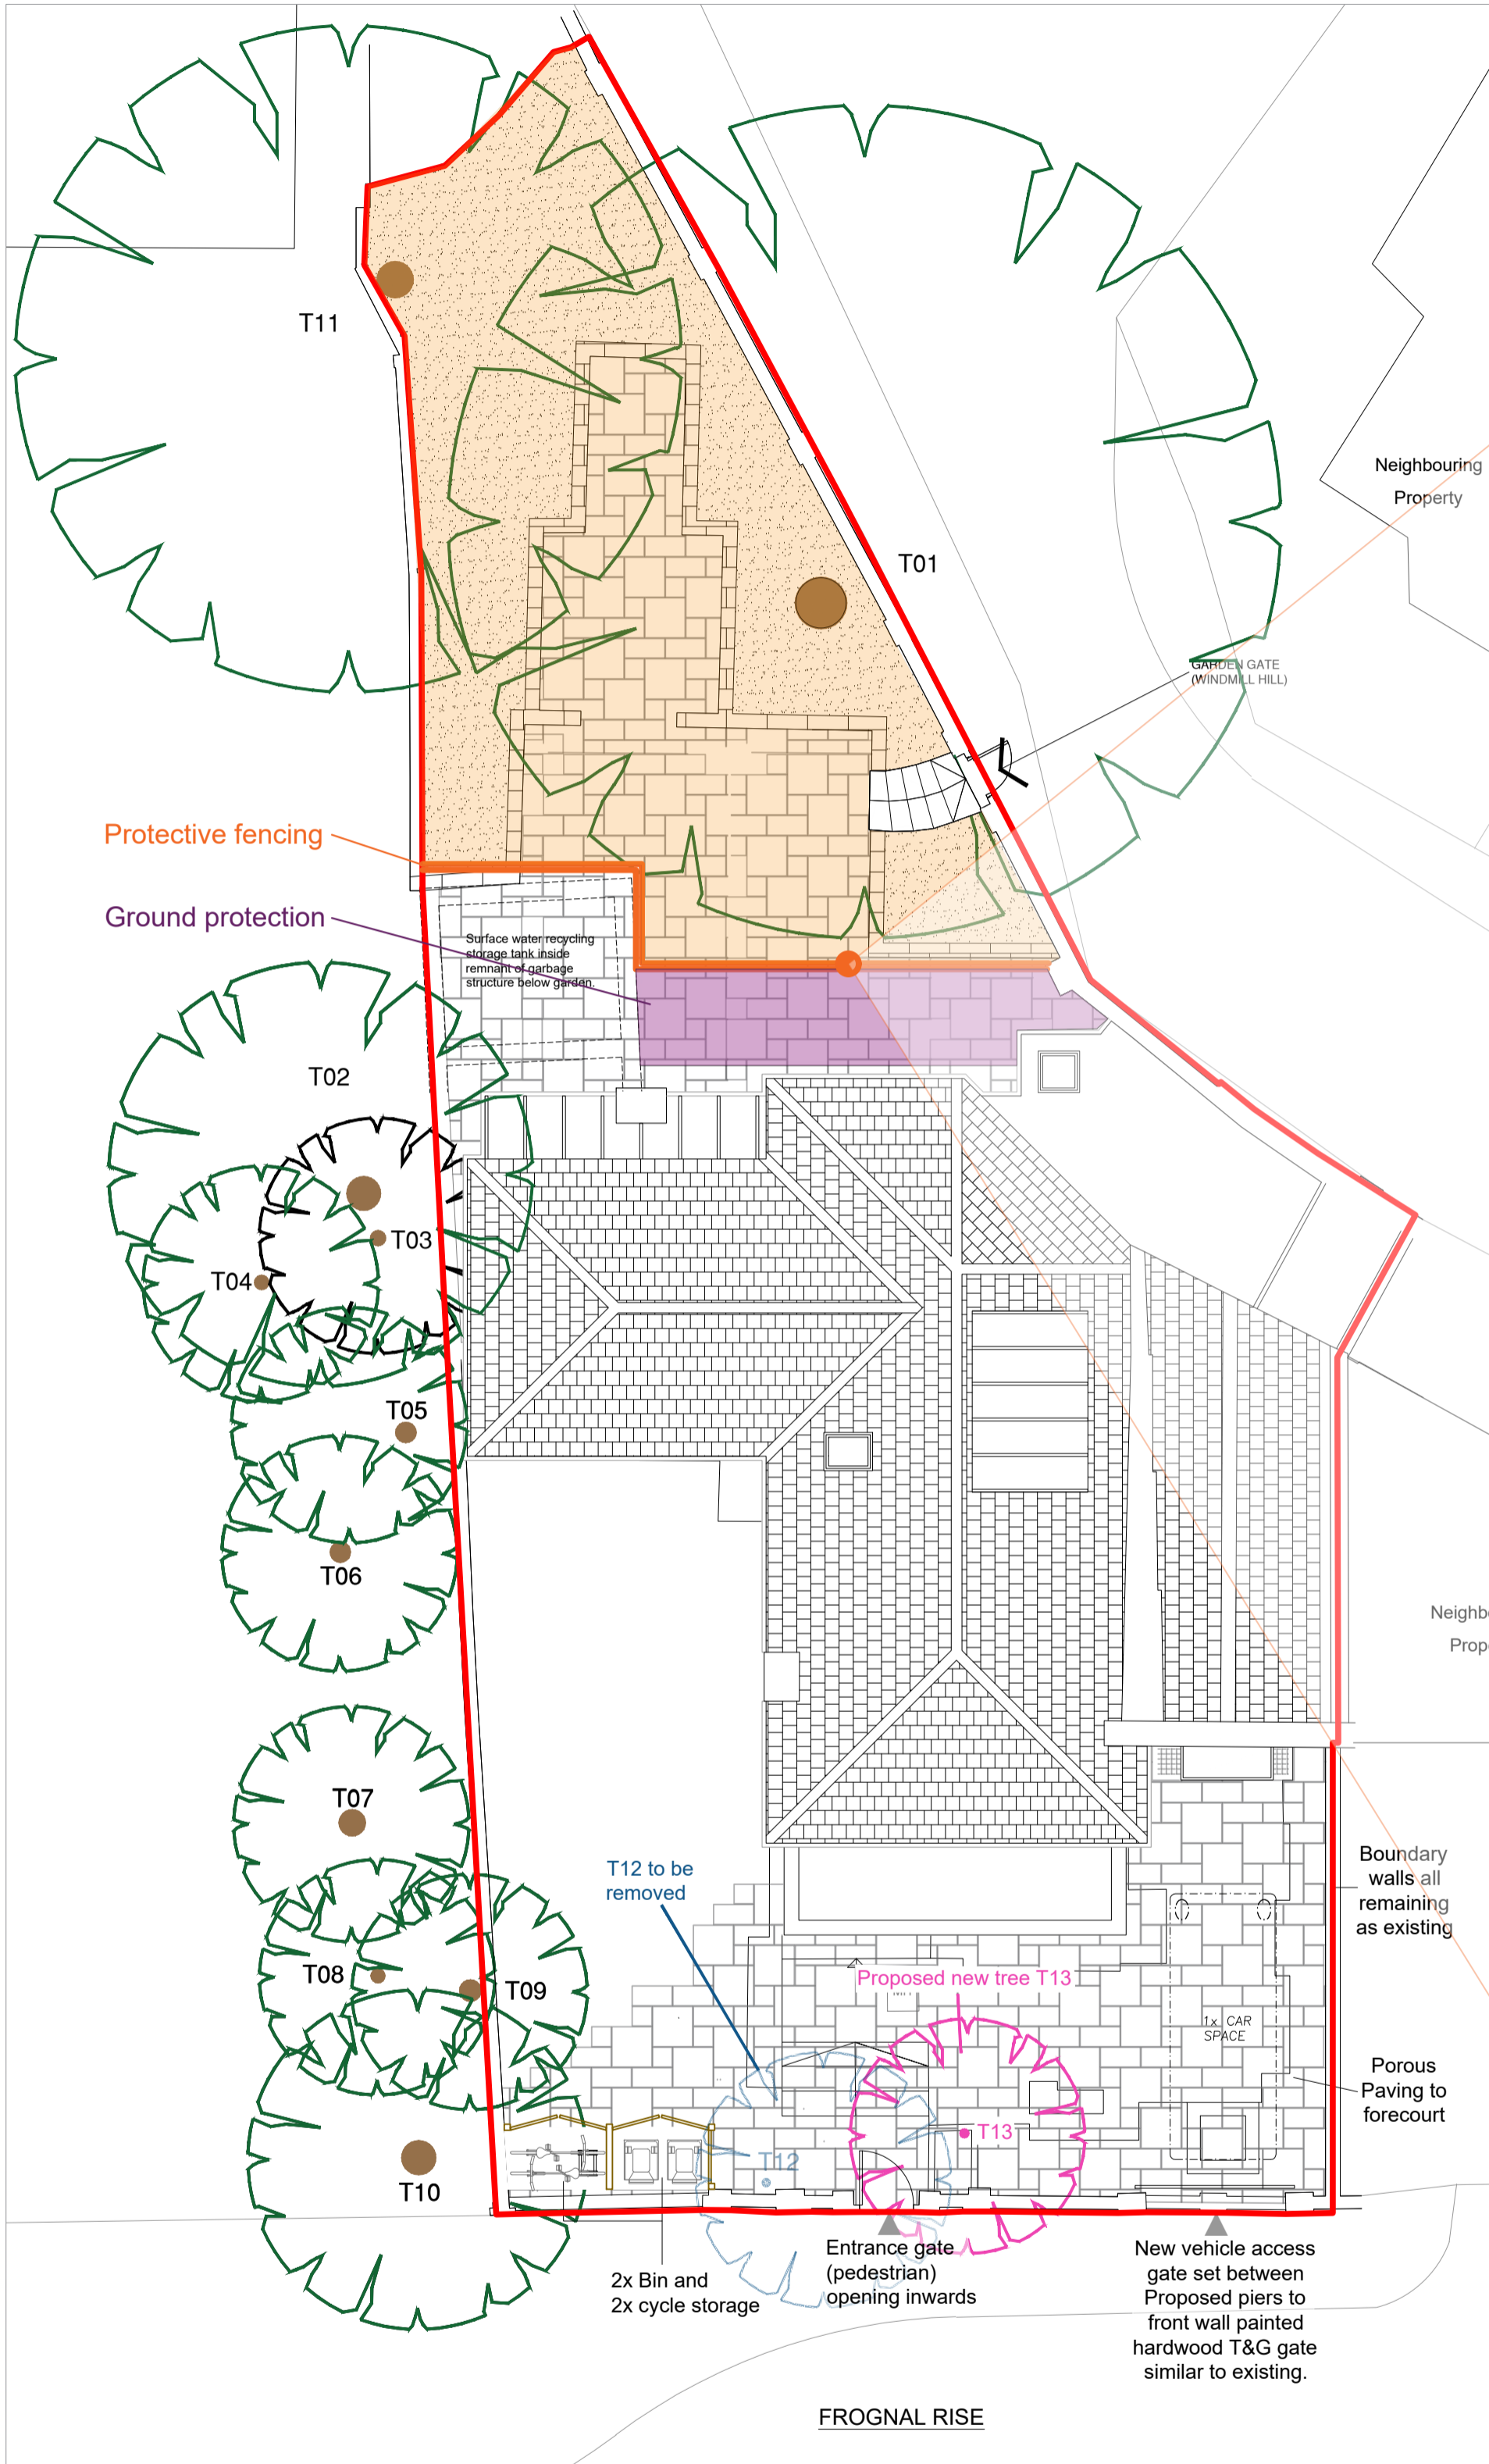 T11
Neighbouring
Property
T01
GARDEN GATE
(WINDMILL HILL)
Protective fencing
Ground protection
Surface water recycling
storage tank inside
remnant of garbage
structure below garden.
T02
T03
T04
T05
T06
Neighb
Prop
T07
T12 to be
removed
Boundary
walls all
remaining
as existing
T08
T09
Proposed new tree T13
1x CAR
SPACE
Porous
Paving to
forecourt
T13
T12
T10
Entrance gate
(pedestrian)
opening inwards
New vehicle access
gate set between
Proposed piers to
front wall painted
hardwood T&G gate
similar to existing.
2x Bin and
2x cycle storage
FROGNAL RISE